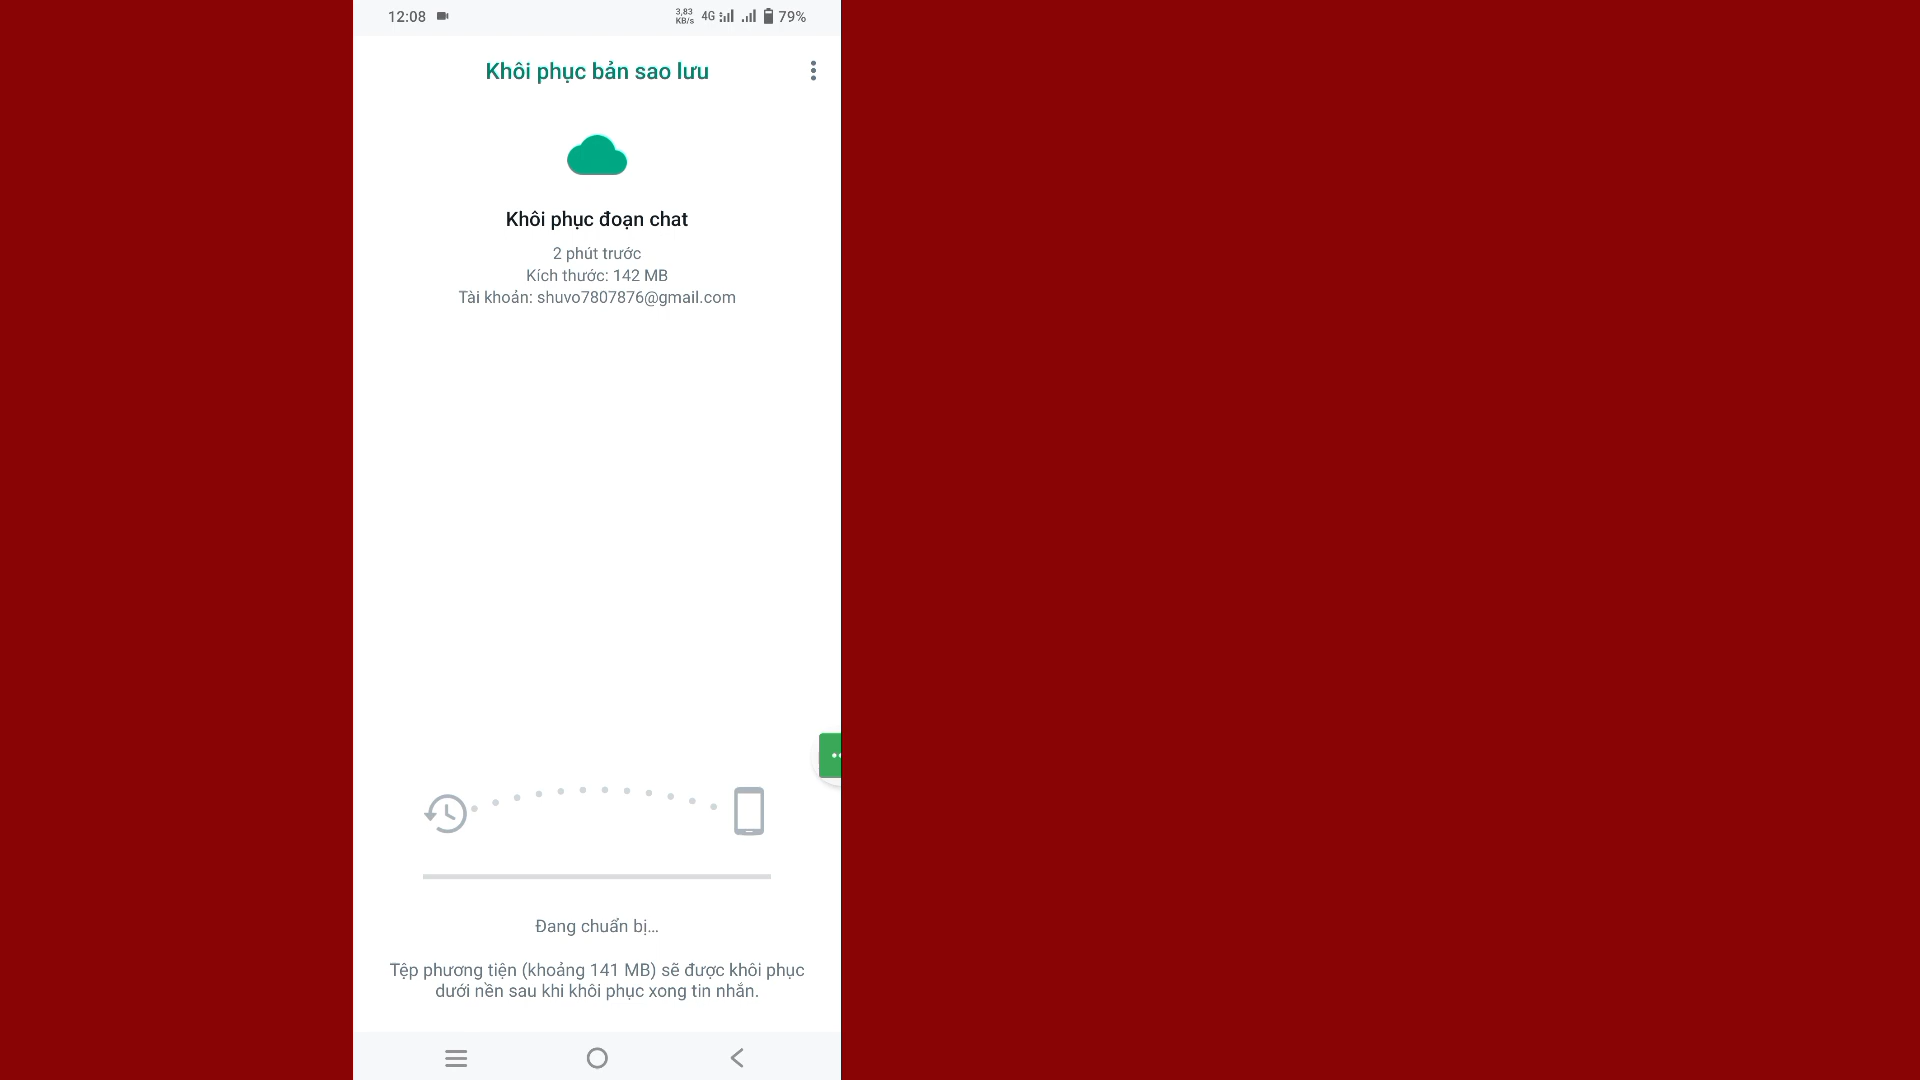 12:08
3,83 KB/s 4G 79%
Khôi phục bản sao lưu
Khôi phục đoạn chat
2 phút trước
Kích thước: 142 MB
Tài khoản: shuvo7807876@gmail.com
Đang chuẩn bị...
Tệp phương tiện (khoảng 141 MB) sẽ được khôi phục
dưới nền sau khi khôi phục xong tin nhắn.